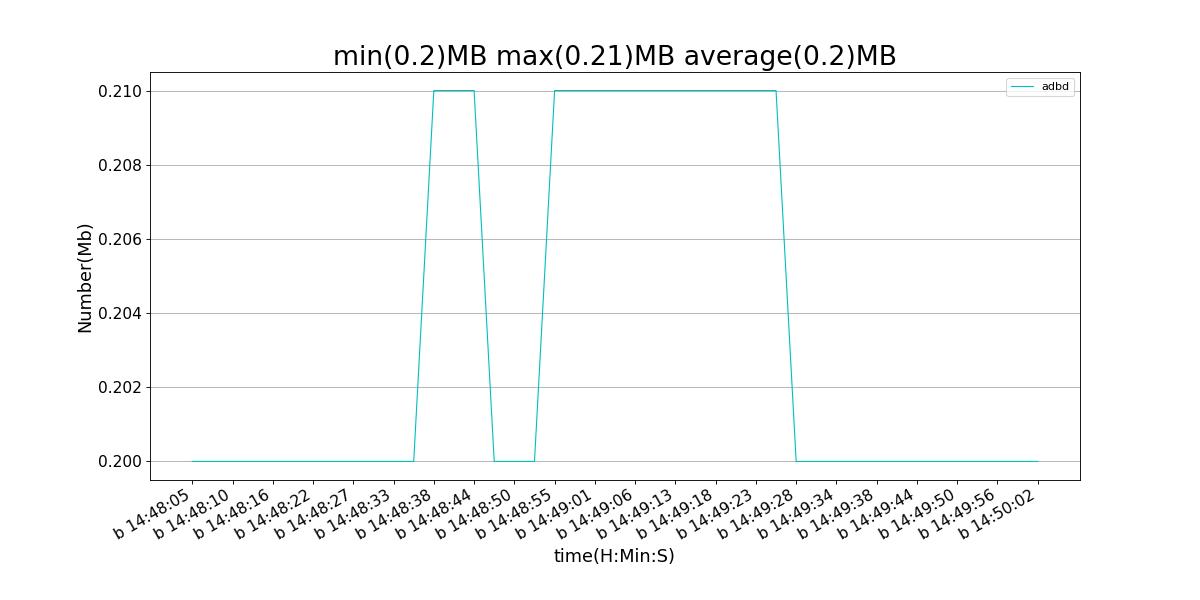 min(0.2)MB max(0.21)MB average(0.2)MB
adbd
0.210
0.208
0.206
0.204
0.202
0.200
Number(Mb)
b 14:48:05
b 14:48:10
b 14:48:16
b 14:48:22
b 14:48:27
b 14:48:33
b 14:48:38
b 14:48:44
b 14:48:50
b 14:48:55
b 14:49:01
b 14:49:06
b 14:49:13
b 14:49:18
b 14:49:23
b 14:49:28
b 14:49:34
b 14:49:38
b 14:49:44
b 14:49:50
b 14:49:56
b 14:50:02
time(H:Min:S)